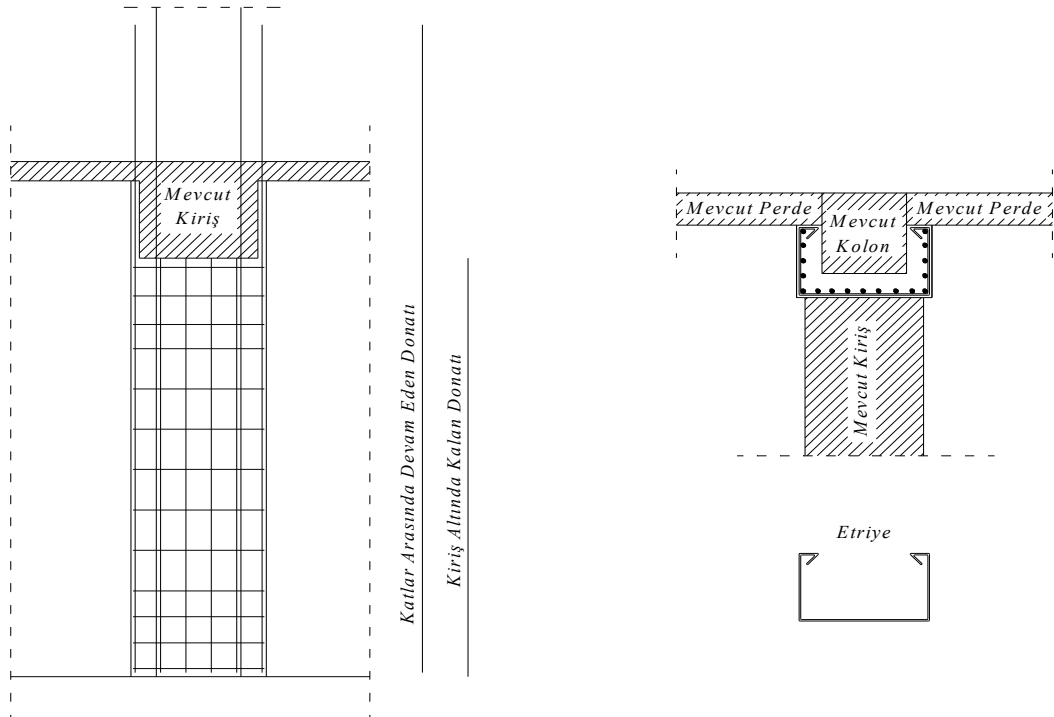 Mevcut
Kiriş
Katlar Arasında Devam Eden Donatı
Kiriş Altında Kalan Donatı
Mevcut Perde
Mevcut
Kolon
Mevcut Perde
Mevcut Kiriş
Etriye